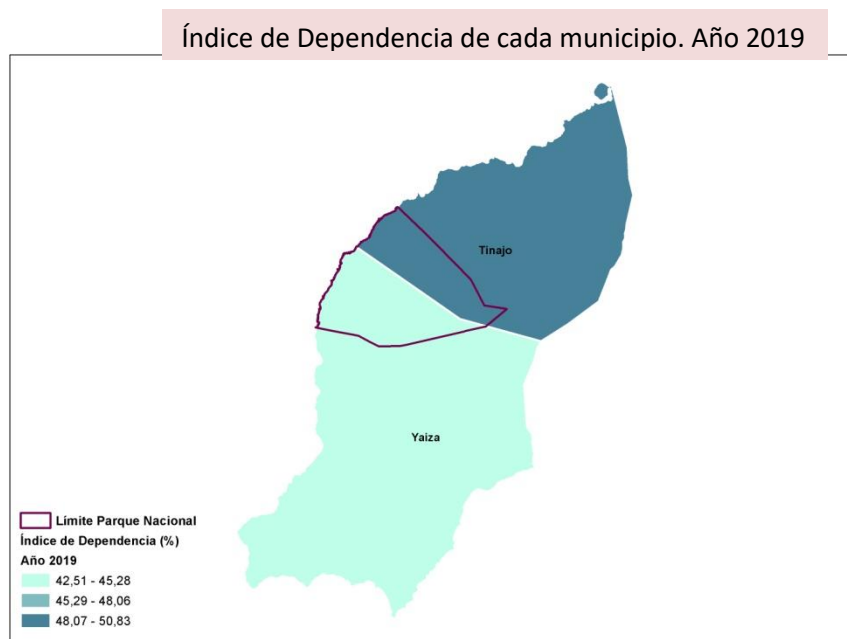 Índice de Dependencia de cada municipio. Año 2019
Tinajo
Yaiza
Límite Parque Nacional
Índice de Dependencia (%)
Año 2019
42,51 - 45,28
45,29 - 48,06
48,07 - 50,83